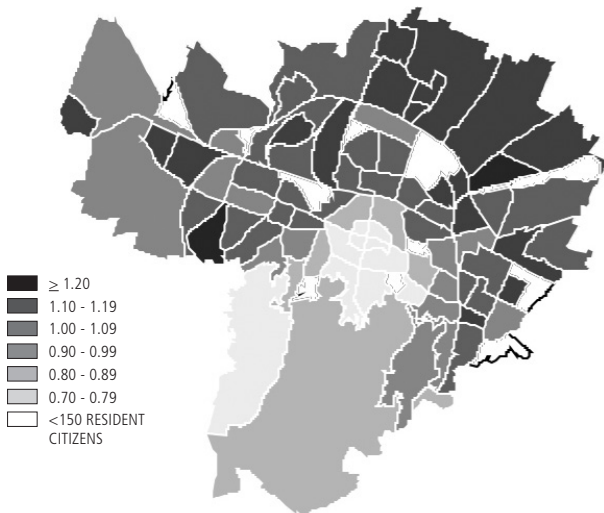 ≥ 1.20
1.10 - 1.19
1.00 - 1.09
0.90 - 0.99
0.80 - 0.89
0.70 - 0.79
<150 RESIDENT
CITIZENS